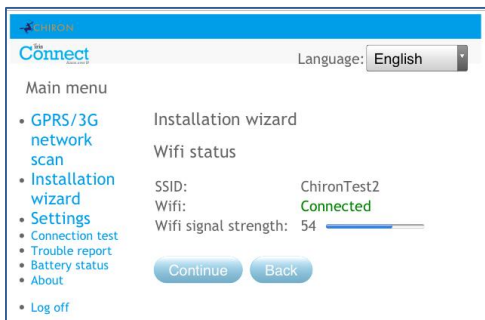 CHIRON
Iris
Connect
Language: English
Main menu
GPRS/3G
network
scan
Installation
wizard
Settings
Connection test
Trouble report
Battery status
About
Log off
Installation wizard
Wifi status
SSID: ChironTest2
Wifi: Connected
Wifi signal strength: 54
Continue Back